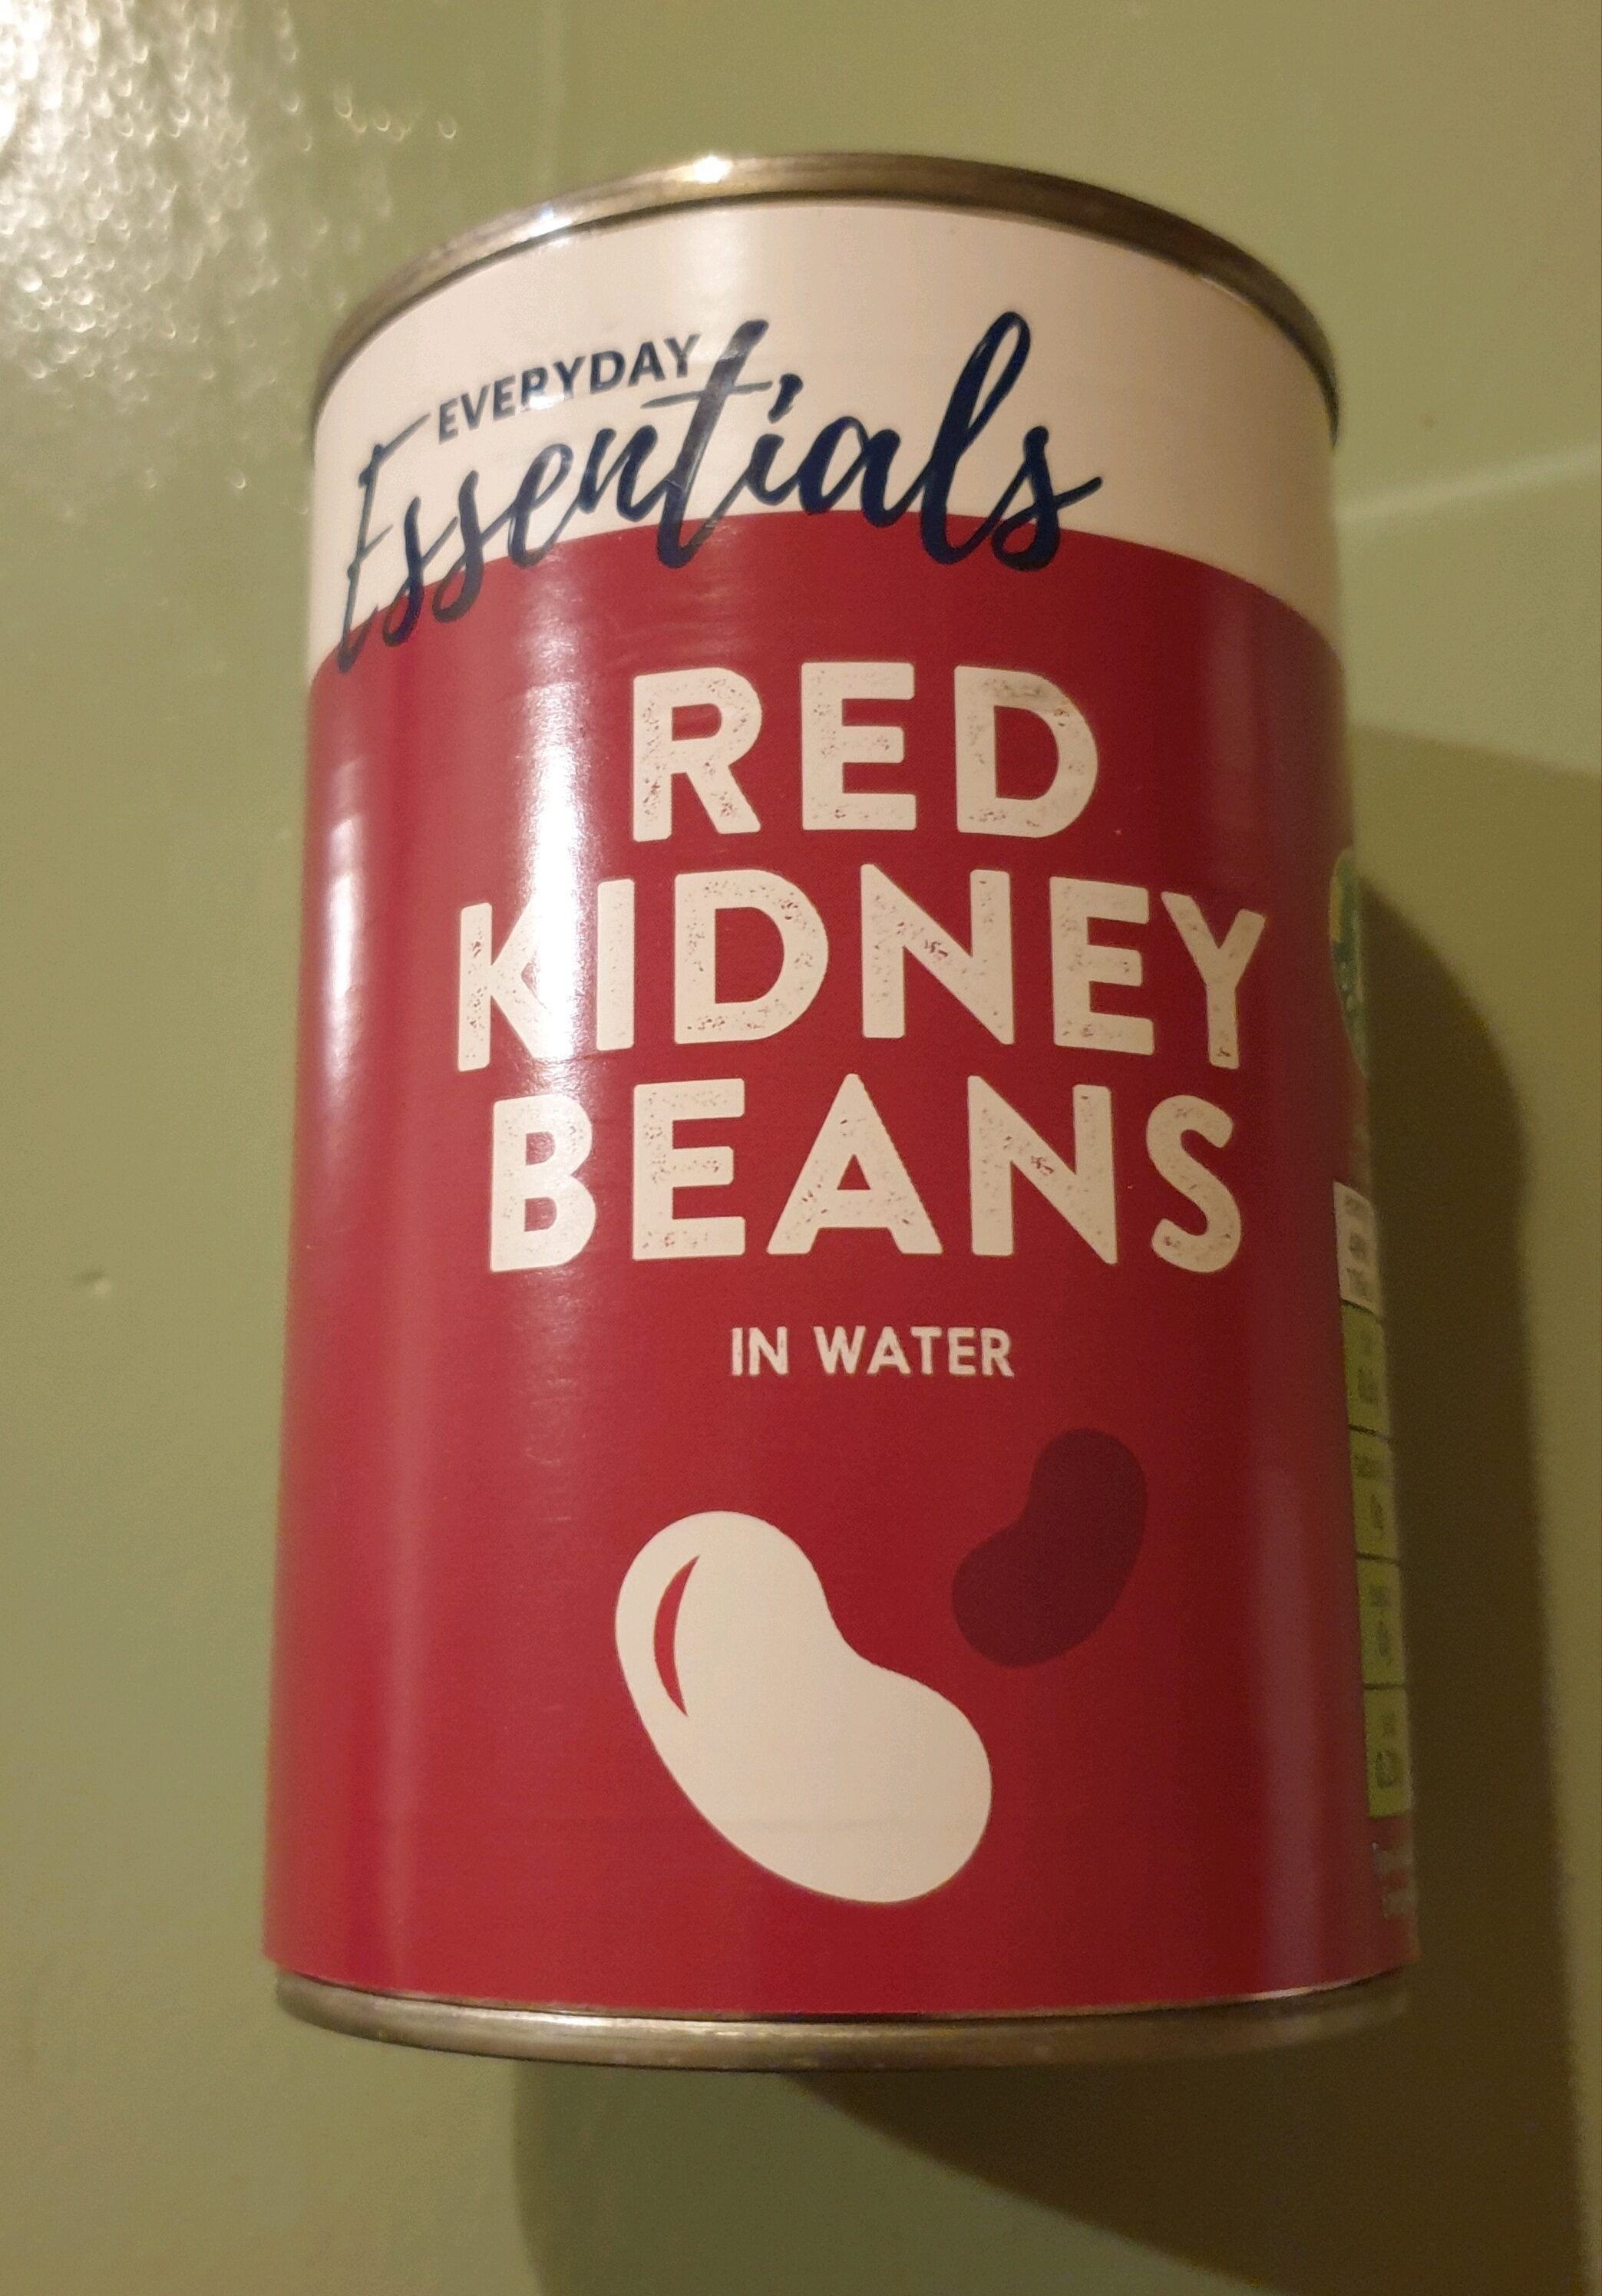 EVERYDAY
Essentials
RED
KIDNEY
BEANS
IN WATER